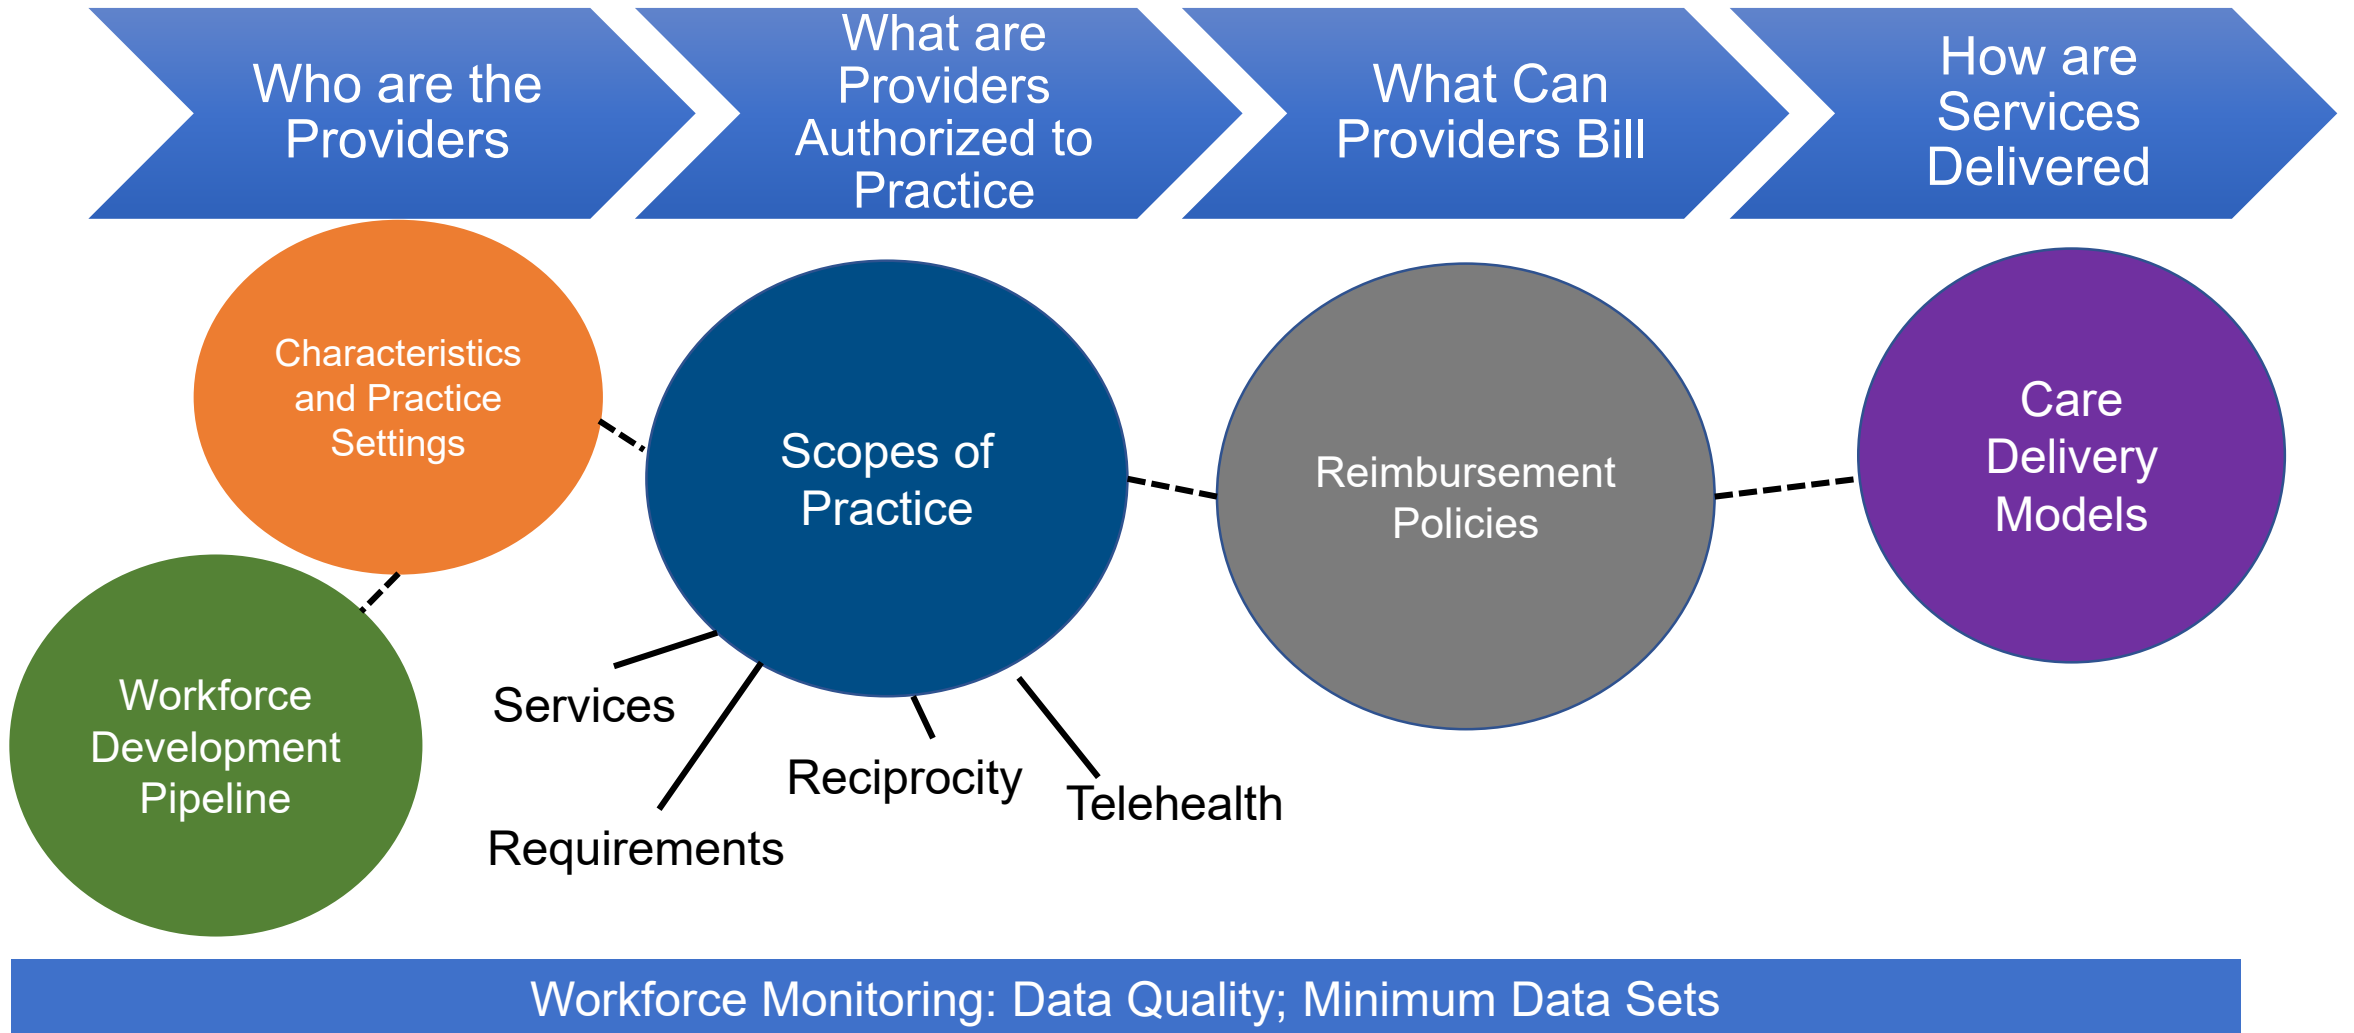 Who are the
Providers
What are
Providers
Authorized to
Practice
What Can
Providers Bill
How are
Services
Delivered
Characteristics
and Practice
Settings
Scopes of
Practice
Reimbursement
Policies
Care
Delivery
Models
Workforce
Development
Pipeline
Services
Requirements
Reciprocity
Telehealth
Workforce Monitoring: Data Quality; Minimum Data Sets